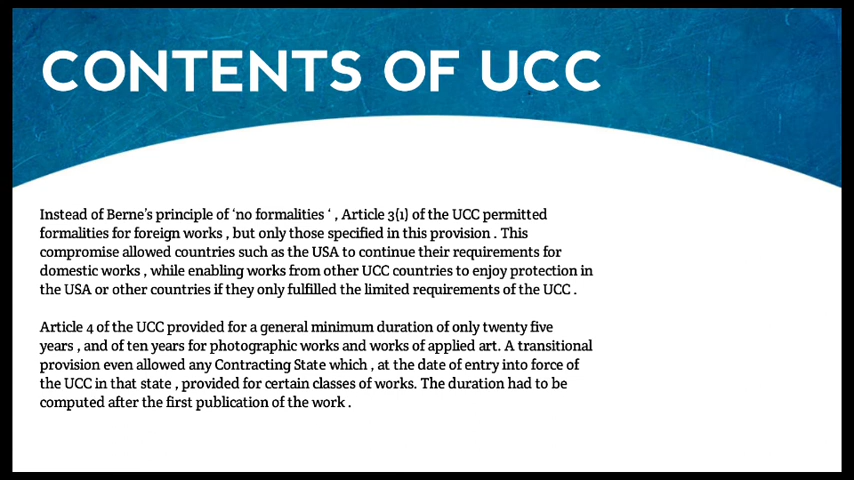 CONTENTS OF UCC
Instead of Berne's principle of 'no formalities ' , Article 3(1) of the UCC permitted
formalities for foreign works , but only those specified in this provision . This
compromise allowed countries such as the USA to continue their requirements for
domestic works , while enabling works from other UCC countries to enjoy protection in
the USA or other countries if they only fulfilled the limited requirements of the UCC .
Article 4 of the UCC provided for a general minimum duration of only twenty five
years , and of ten years for photographic works and works of applied art. A transitional
provision even allowed any Contracting State which , at the date of entry into force of
the UCC in that state , provided for certain classes of works. The duration had to be
computed after the first publication of the work .